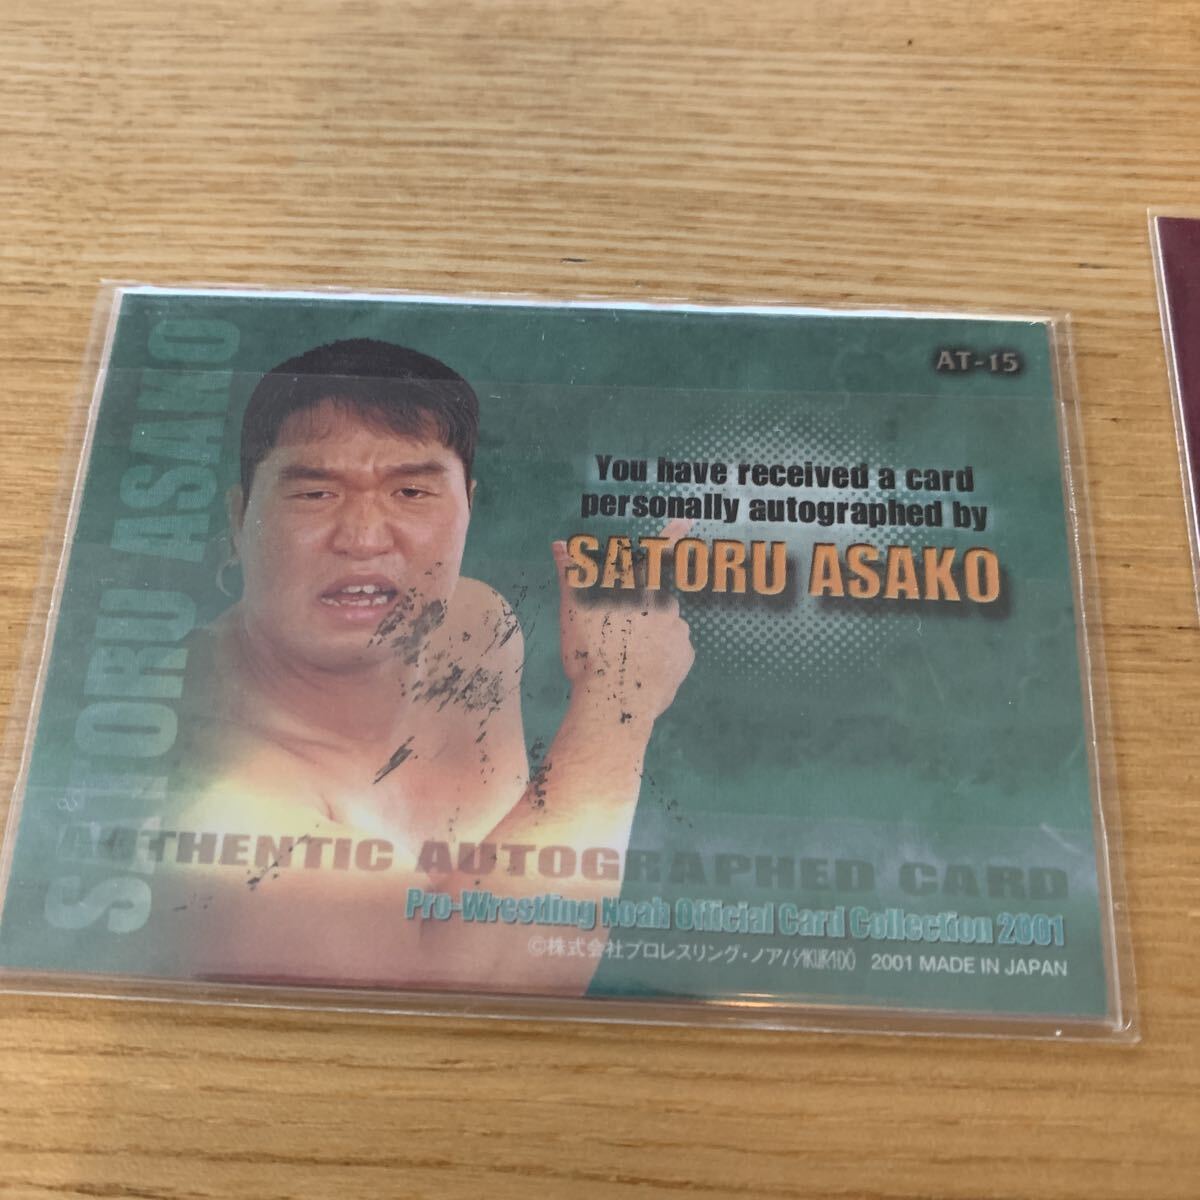 SATORU ASAKO
AT-15
You have received a card
personally autographed by
SATORU ASAKO
AUTHENTIC AUTOGRAPHED CARD
Pro-Wrestling Noah Official Card Collection 2001
©株式会社プロレスリング・ノア/SAKURADO 2001 MADE IN JAPAN